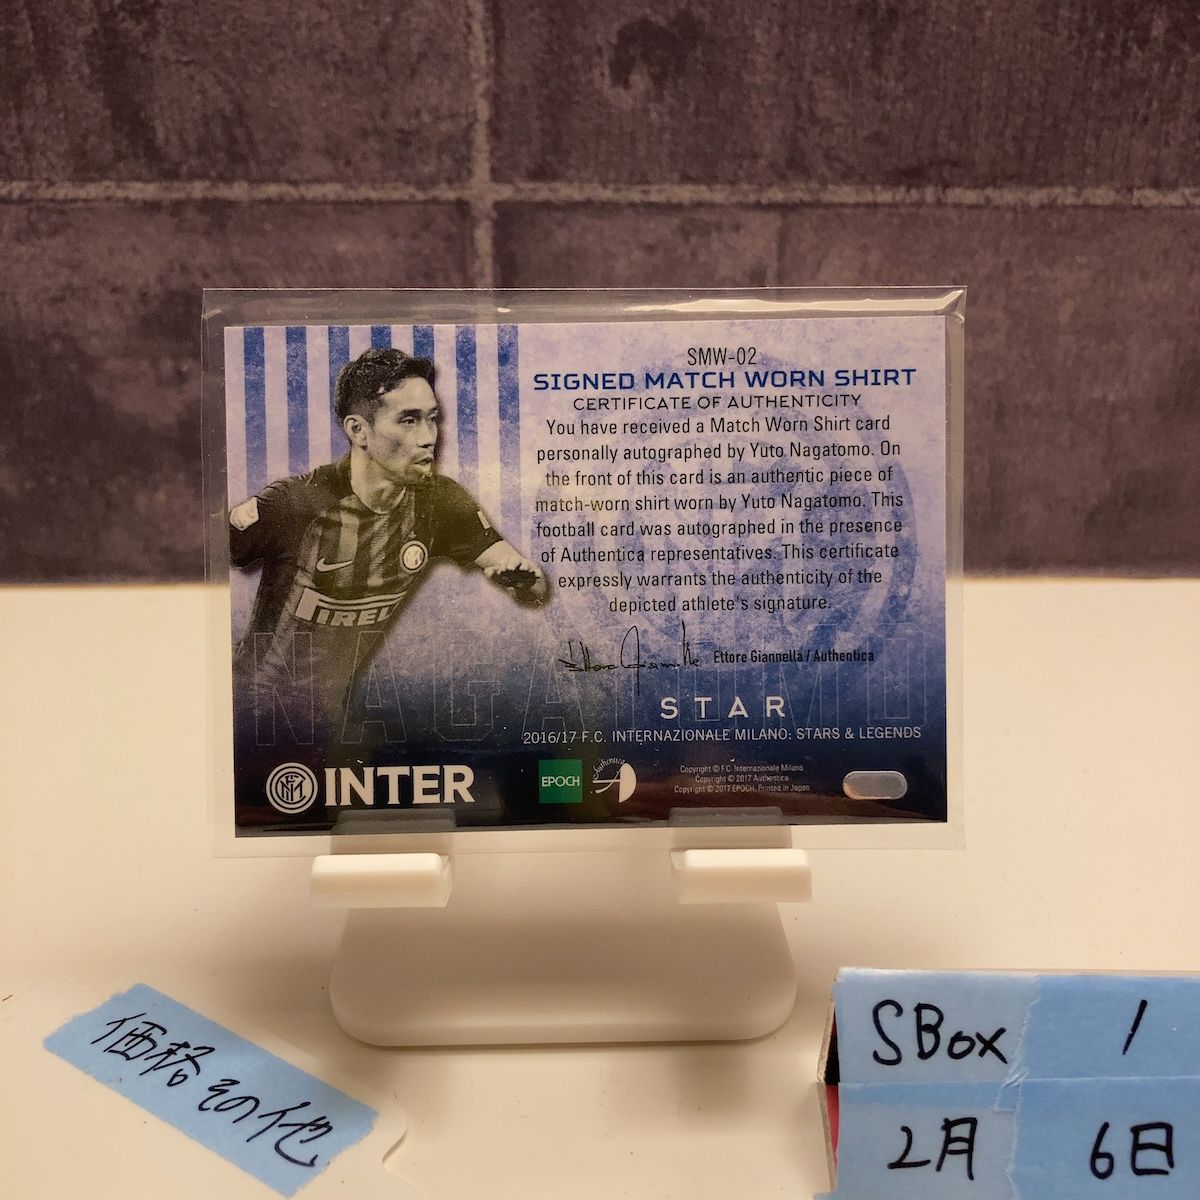 SMW-02
SIGNED MATCH WORN SHIRT
CERTIFICATE OF AUTHENTICITY
You have received a Match Worn Shirt card
personally autographed by Yuto Nagatomo. On
the front of this card is an authentic piece of
match-worn shirt worn by Yuto Nagatomo. This
football card was autographed in the presence
of Authentica representatives. This certificate
expressly warrants the authenticity of the
depicted athlete's signature.
Ettore Giannella / Authentica
PIRELLI
NAGATOMO
STAR
2016/17 F.C. INTERNAZIONALE MILANO: STARS & LEGENDS
INTER
EPOCH
Authentica
Copyright © F.C. Internazionale Milano
Copyright © 2017 Authentica
Copyright © 2017 EPOCH. Printed in Japan
価格その他
SBox 1
2月 6日